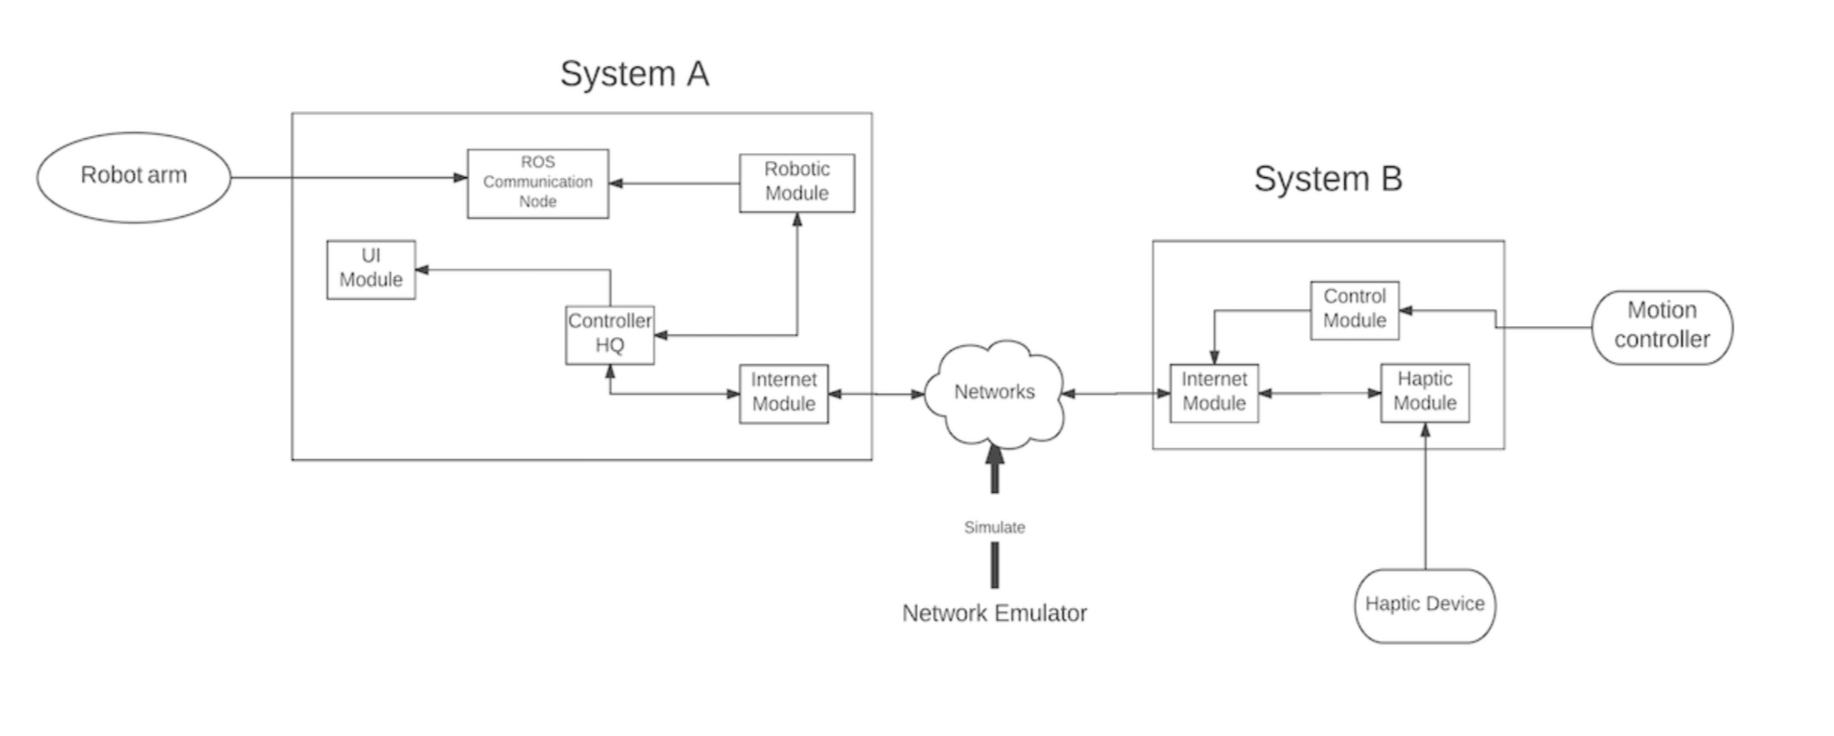 System A
Robot arm
ROS
Communication
Node
Robotic
Module
UI
Module
Controller
HQ
Internet
Module
Networks
Simulate
Network Emulator
System B
Control
Module
Motion
controller
Internet
Module
Haptic
Module
Haptic Device